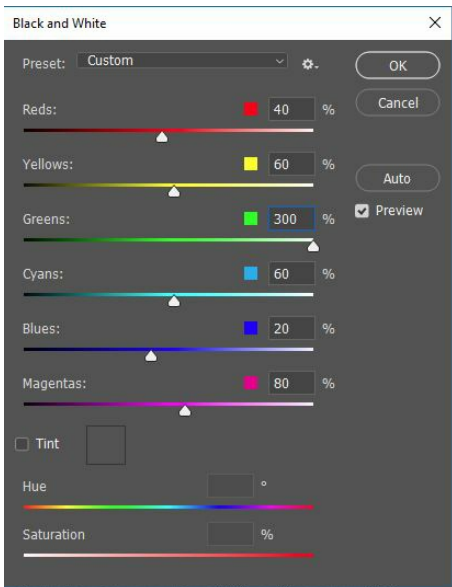 Black and White
Preset: Custom
OK
Reds: 40 %
Cancel
Yellows: 60 %
Auto
Greens: 300 %
Preview
Cyans: 60 %
Blues: 20 %
Magentas: 80 %
Tint
Hue °
Saturation %